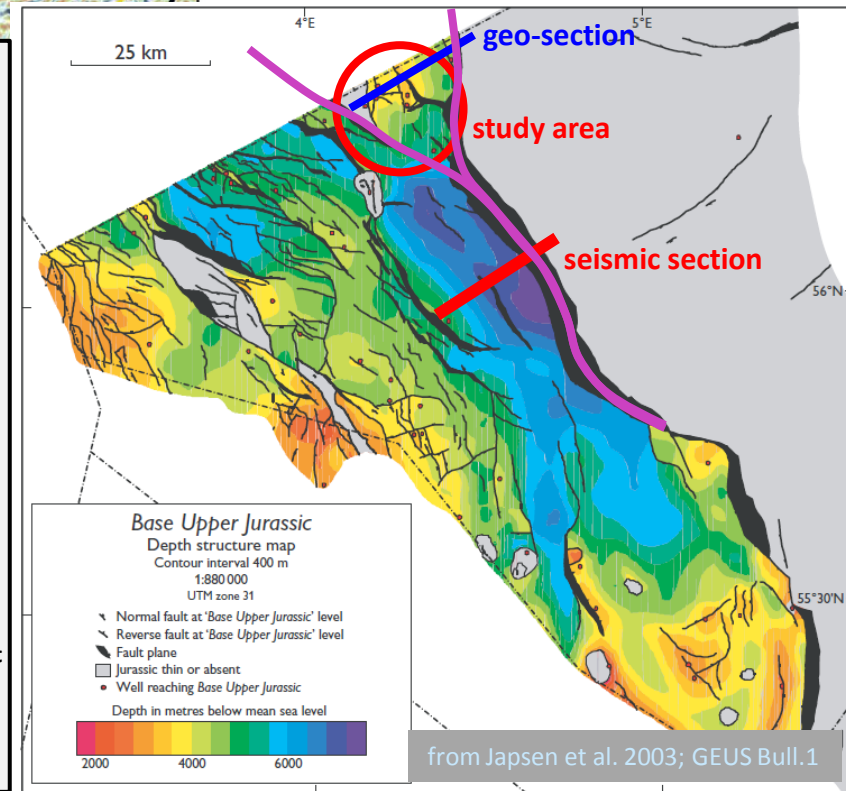 4°E
5°E
geo-section
25 km
study area
seismic section
56°N
Base Upper Jurassic
Depth structure map
Contour interval 400 m
1:880 000
UTM zone 31
Normal fault at ‘Base Upper Jurassic’ level
Reverse fault at ‘Base Upper Jurassic’ level
Fault plane
Jurassic thin or absent
Well reaching Base Upper Jurassic
Depth in metres below mean sea level
2000 4000 6000
55°30'N
from Japsen et al. 2003; GEUS Bull.1